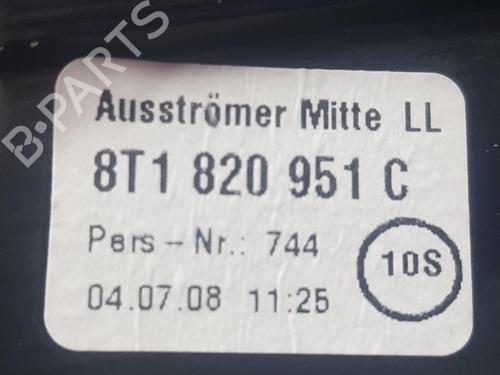 B-PARTS
Ausströmer Mitte LL
8T1 820 951 C
Pers-Nr.: 744
10S
04.07.08 11:25